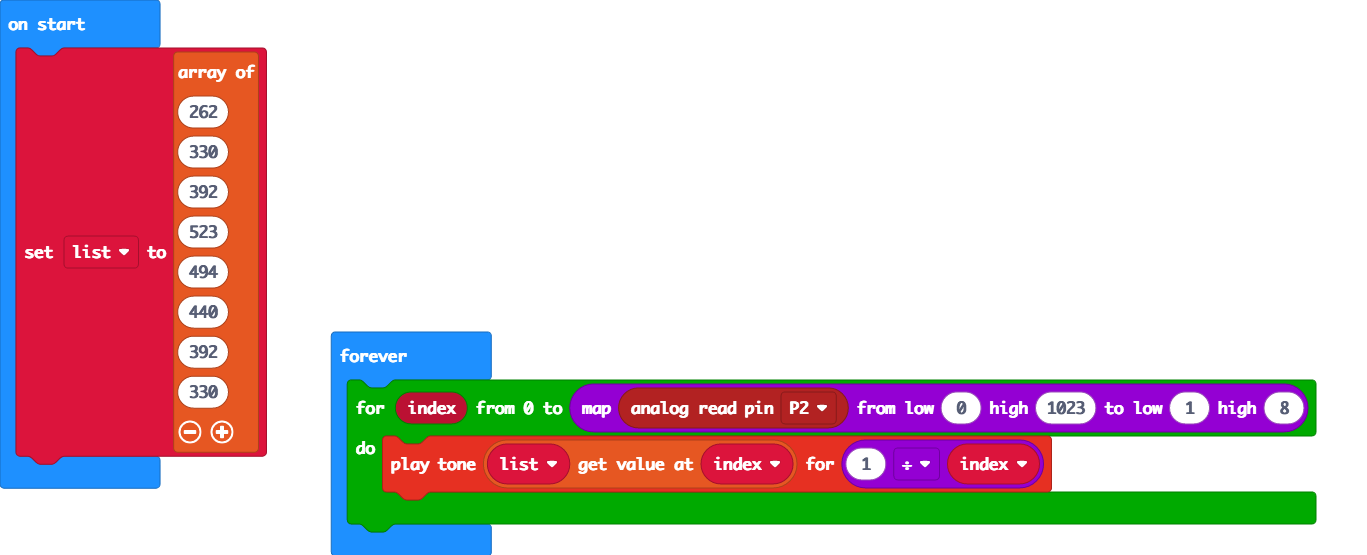 on start
set list to
array of
262
330
392
523
494
440
392
330
forever
for index from 0 to map analog read pin P2 from low 0 high 1023 to low 1 high 8
do
play tone list get value at index for 1 ÷ index